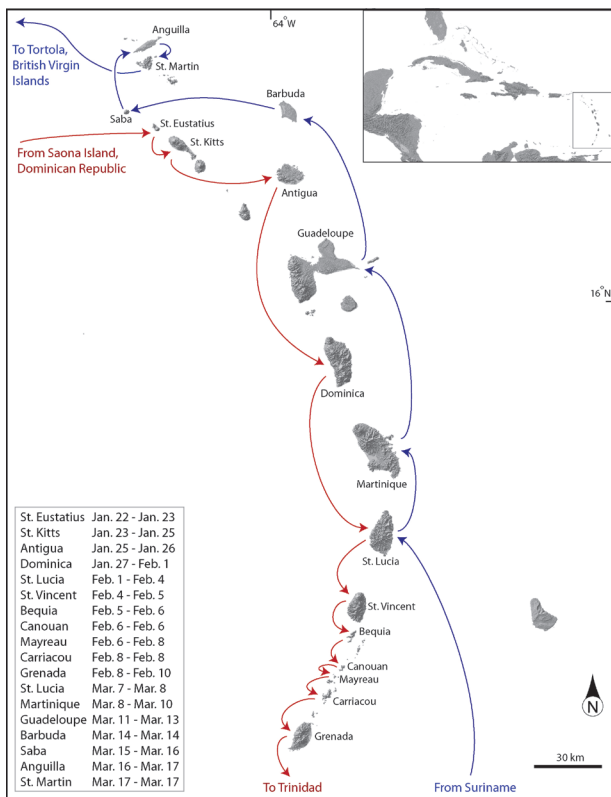 64°W
Anguilla
To Tortola,
British Virgin
Islands
St. Martin
Barbuda
Saba
St. Eustatius
St. Kitts
From Saona Island,
Dominican Republic
Antigua
Guadeloupe
16°N
Dominica
Martinique
St. Lucia
St. Vincent
Bequia
Canouan
Mayreau
Carriacou
Grenada
St. Eustatius Jan. 22 - Jan. 23
St. Kitts Jan. 23 - Jan. 25
Antigua Jan. 25 - Jan. 26
Dominica Jan. 27 - Feb. 1
St. Lucia Feb. 1 - Feb. 4
St. Vincent Feb. 4 - Feb. 5
Bequia Feb. 5 - Feb. 6
Canouan Feb. 6 - Feb. 6
Mayreau Feb. 6 - Feb. 8
Carriacou Feb. 8 - Feb. 8
Grenada Feb. 8 - Feb. 10
St. Lucia Mar. 7 - Mar. 8
Martinique Mar. 8 - Mar. 10
Guadeloupe Mar. 11 - Mar. 13
Barbuda Mar. 14 - Mar. 14
Saba Mar. 15 - Mar. 16
Anguilla Mar. 16 - Mar. 17
St. Martin Mar. 17 - Mar. 17
N
30 km
To Trinidad
From Suriname